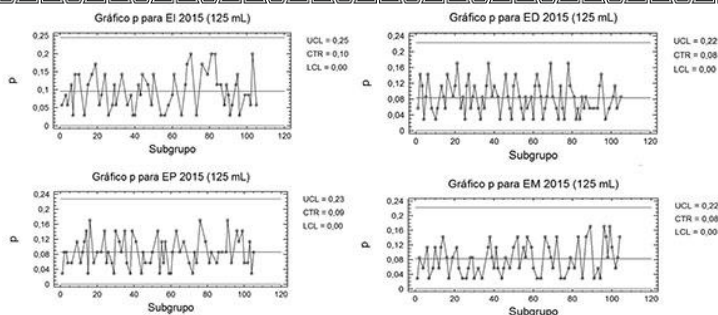 Gráfico p para EI 2015 (125 mL)
0,25
0,2
0,15
0,1
0,05
0
p
0 20 40 60 80 100 120
Subgrupo
UCL = 0,25
CTR = 0,10
LCL = 0,00
Gráfico p para ED 2015 (125 mL)
0,24
0,2
0,16
0,12
0,08
0,04
0
p
0 20 40 60 80 100 120
Subgrupo
UCL = 0,22
CTR = 0,08
LCL = 0,00
Gráfico p para EP 2015 (125 mL)
0,24
0,20
0,16
0,12
0,08
0,04
0
p
0 20 40 60 80 100 120
Subgrupo
UCL = 0,23
CTR = 0,09
LCL = 0,00
Gráfico p para EM 2015 (125 mL)
0,24
0,2
0,16
0,12
0,08
0,04
0
p
0 20 40 60 80 100 120
Subgrupo
UCL = 0,22
CTR = 0,08
LCL = 0,00